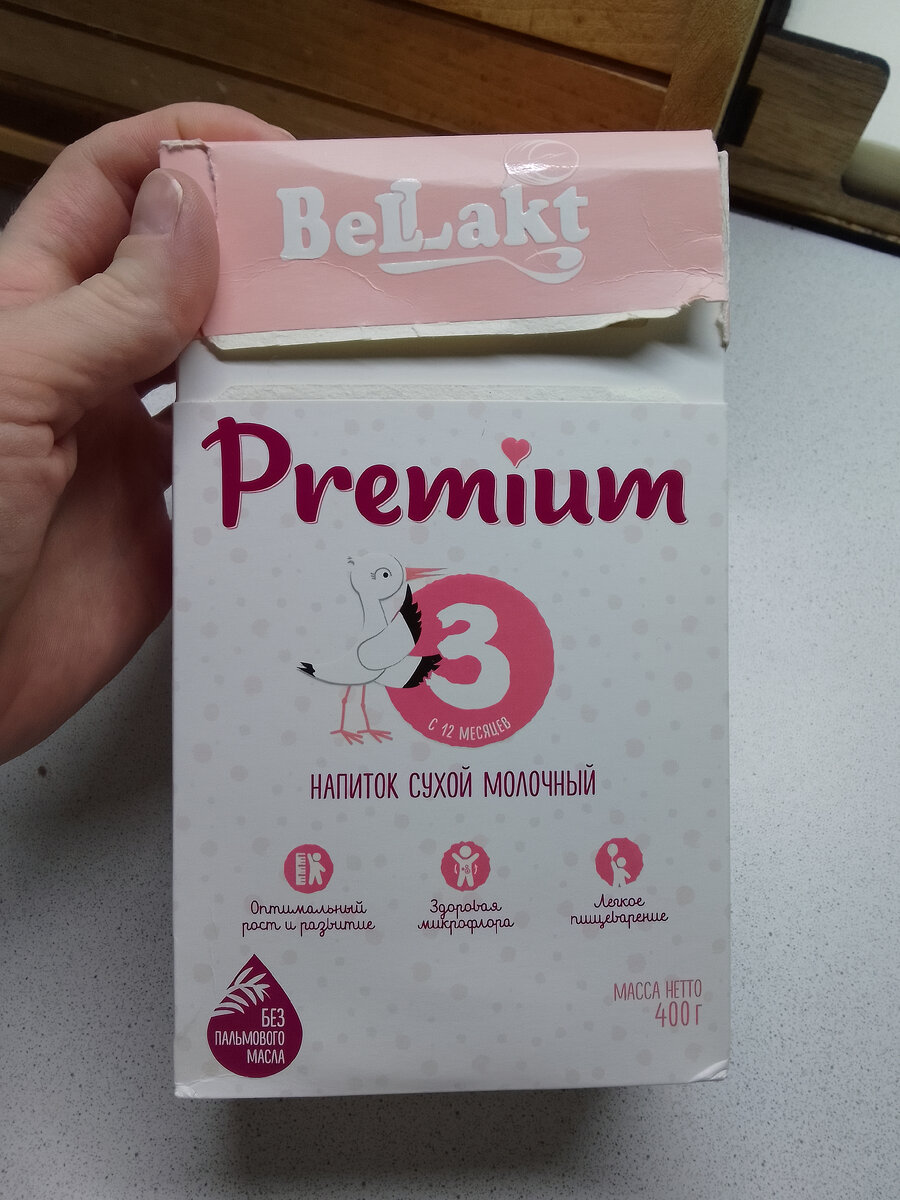 BeLLakt
Premium
3
С 12 МЕСЯЦЕВ
НАПИТОК СУХОЙ МОЛОЧНЫЙ
Оптимальный
рост и развитие
Здоровая
микрофлора
Легкое
пищеварение
БЕЗ
ПАЛЬМОВОГО
МАСЛА
МАССА НЕТТО
400 Г